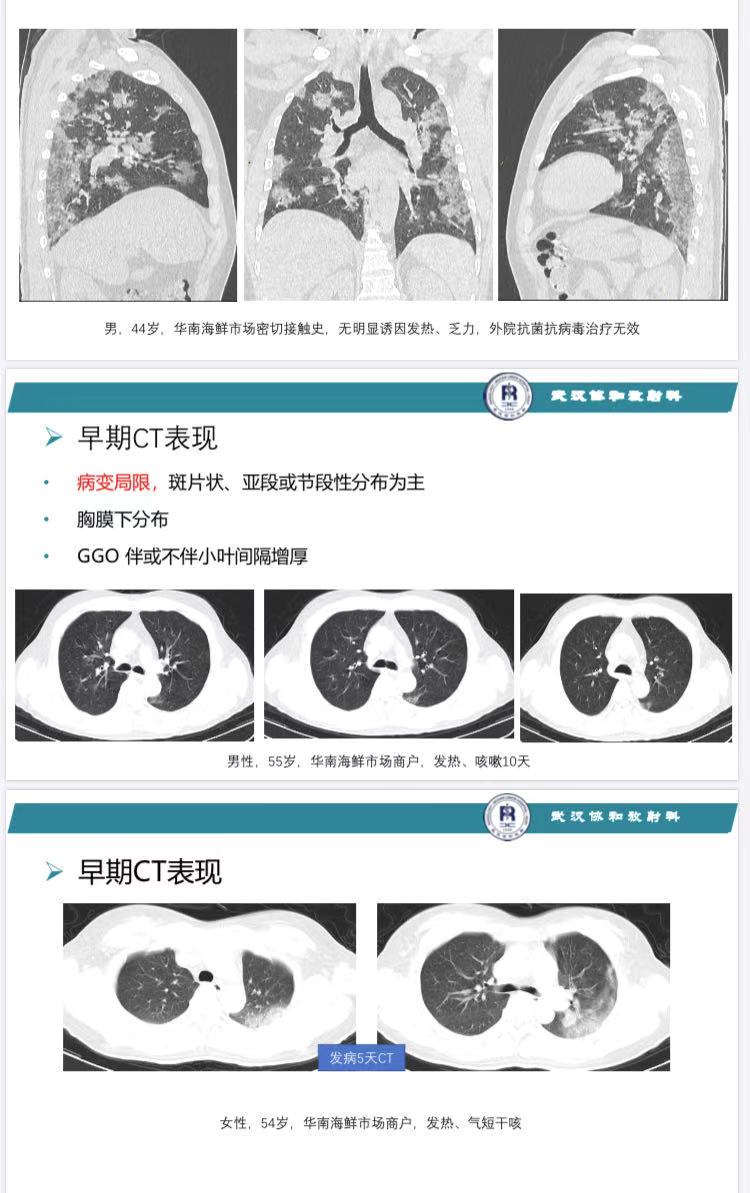 男，44岁，华南海鲜市场密切接触史，无明显诱因发热、乏力，外院抗菌抗病毒治疗无效
武汉协和放射科
早期CT表现
病变局限，斑片状、亚段或节段性分布为主
胸膜下分布
GGO 伴或不伴小叶间隔增厚
男性，55岁，华南海鲜市场商户，发热、咳嗽10天
武汉协和放射科
早期CT表现
发病5天CT
女性，54岁，华南海鲜市场商户，发热、气短干咳